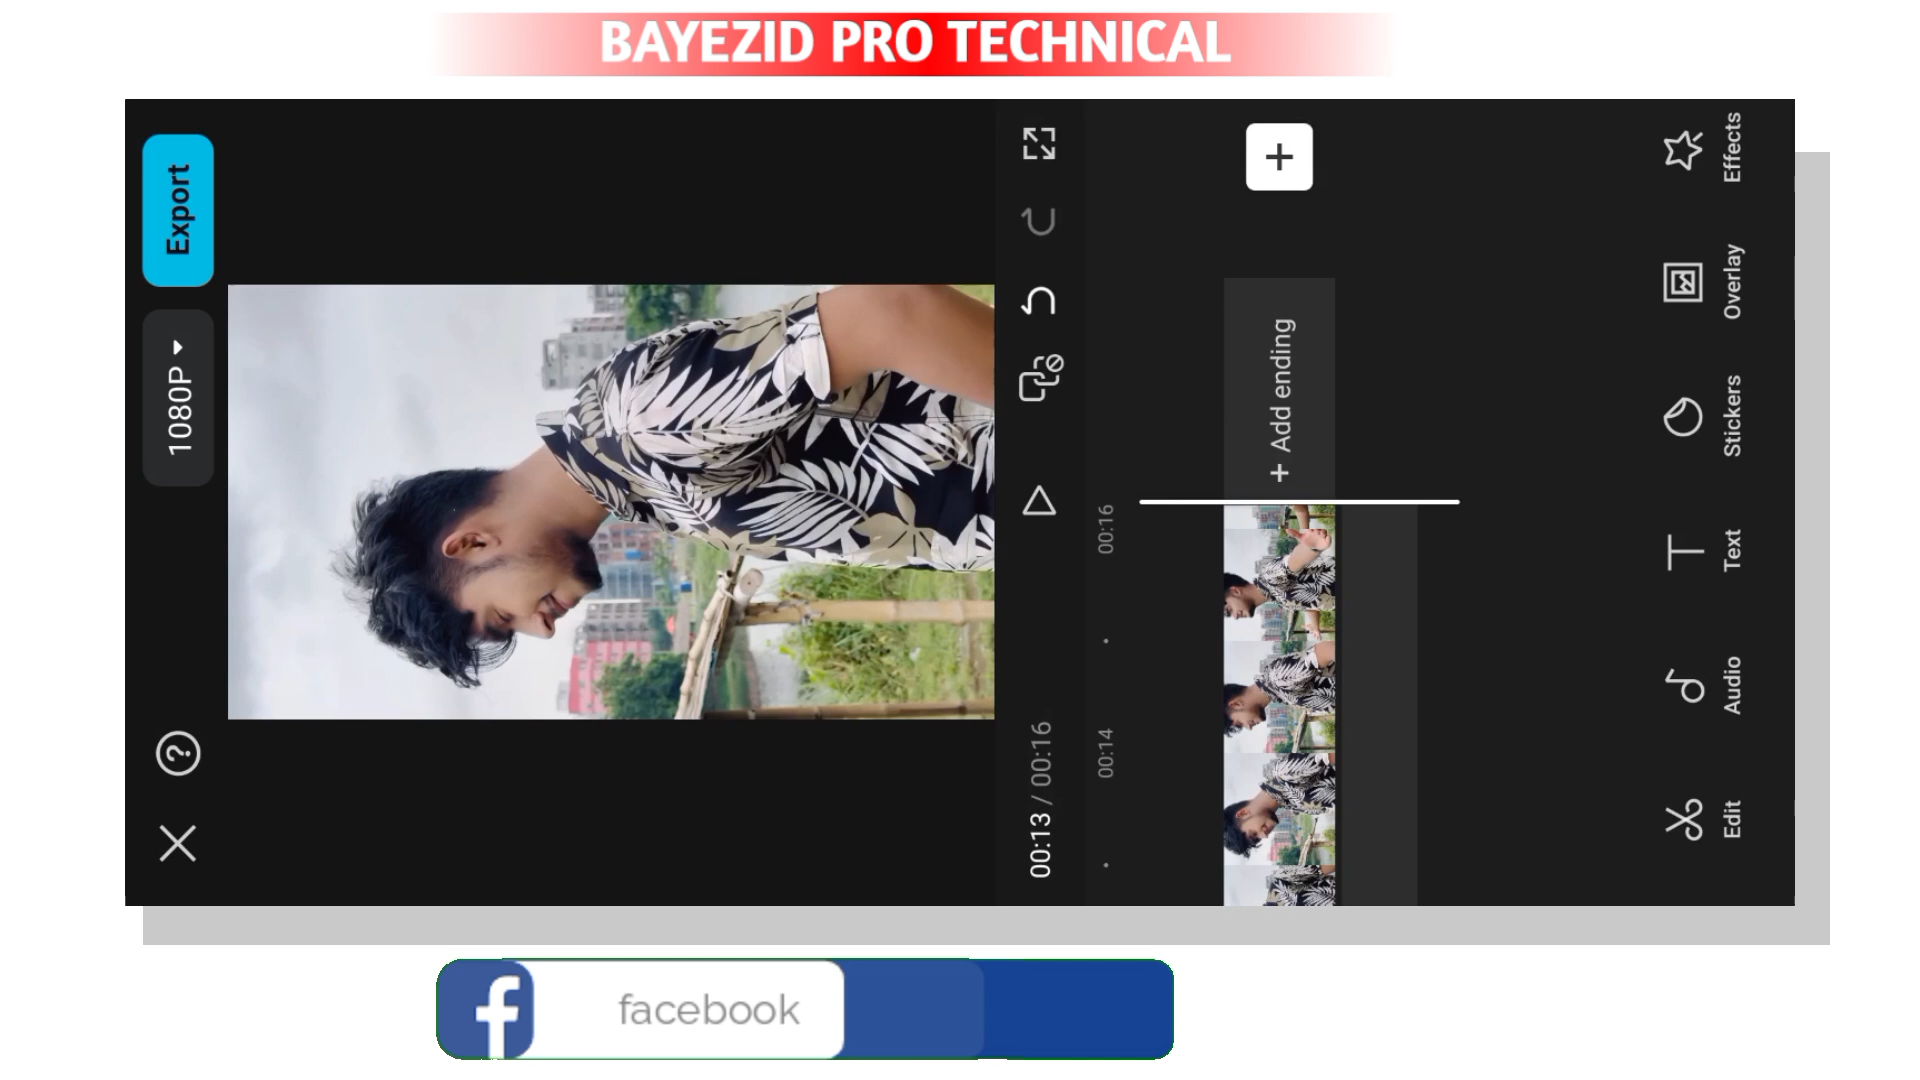 BAYEZID PRO TECHNICAL
Export
1080P
?
00:13 / 00:16
00:14
00:16
+ Add ending
+
Edit
Audio
Text
Stickers
Overlay
Effects
f
facebook